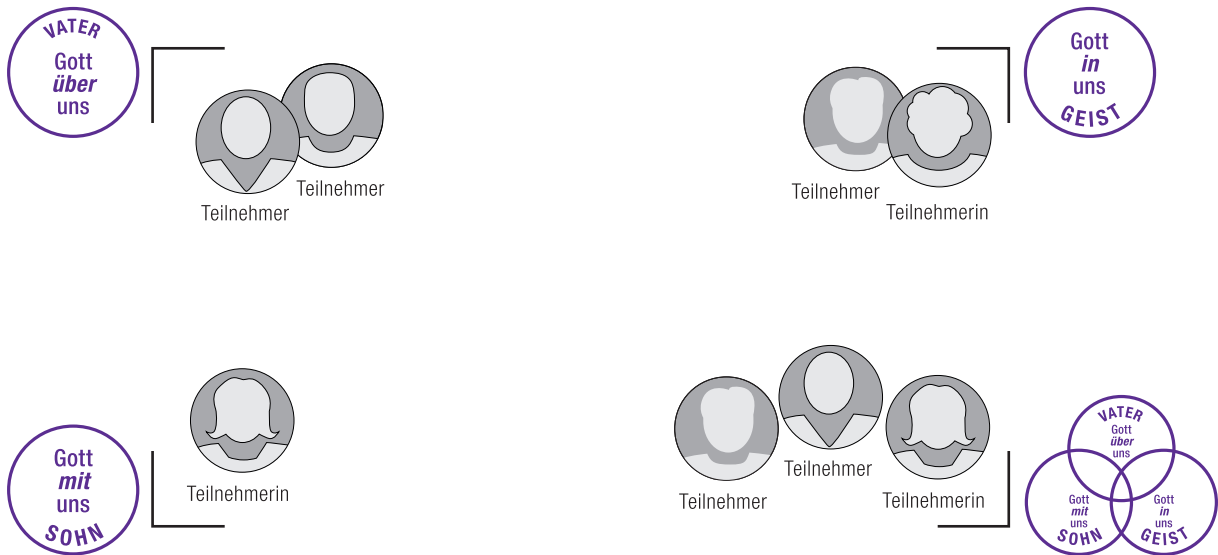 VATER
Gott
über
uns
Teilnehmer
Teilnehmer
Gott
in
uns
GEIST
Teilnehmer
Teilnehmerin
Gott
mit
uns
SOHN
Teilnehmerin
Teilnehmer
Teilnehmer
Teilnehmerin
VATER
Gott
über
uns
Gott
mit
uns
SOHN
Gott
in
uns
GEIST